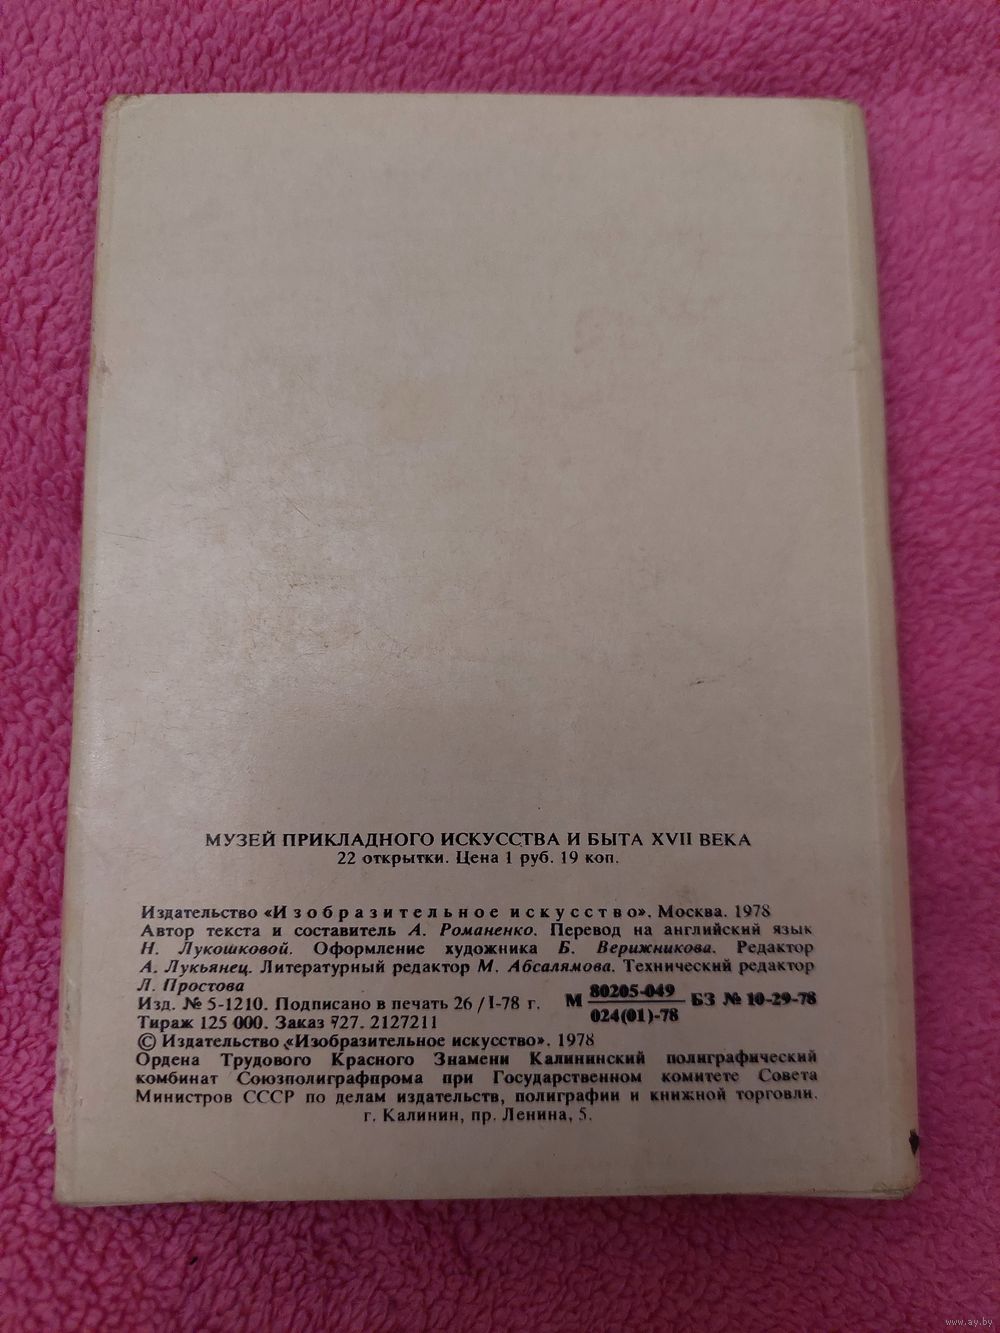 МУЗЕЙ ПРИКЛАДНОГО ИСКУССТВА И БЫТА XVII ВЕКА
22 открытки. Цена 1 руб. 19 коп.
Издательство «Изобразительное искусство». Москва. 1978
Автор текста и составитель А. Романенко. Перевод на английский язык
Н. Лукошковой. Оформление художника Б. Верижникова. Редактор
А. Лукьянец. Литературный редактор М. Абсалямова. Технический редактор
Л. Простова
Изд. № 5-1210. Подписано в печать 26/I-78 г. М 80205-049 БЗ № 10-29-78
024(01)-78
Тираж 125 000. Заказ 727. 2127211
© Издательство «Изобразительное искусство». 1978
Ордена Трудового Красного Знамени Калининский полиграфический
комбинат Союзполиграфпрома при Государственном комитете Совета
Министров СССР по делам издательств, полиграфии и книжной торговли.
г. Калинин, пр. Ленина, 5.
www.ay.by